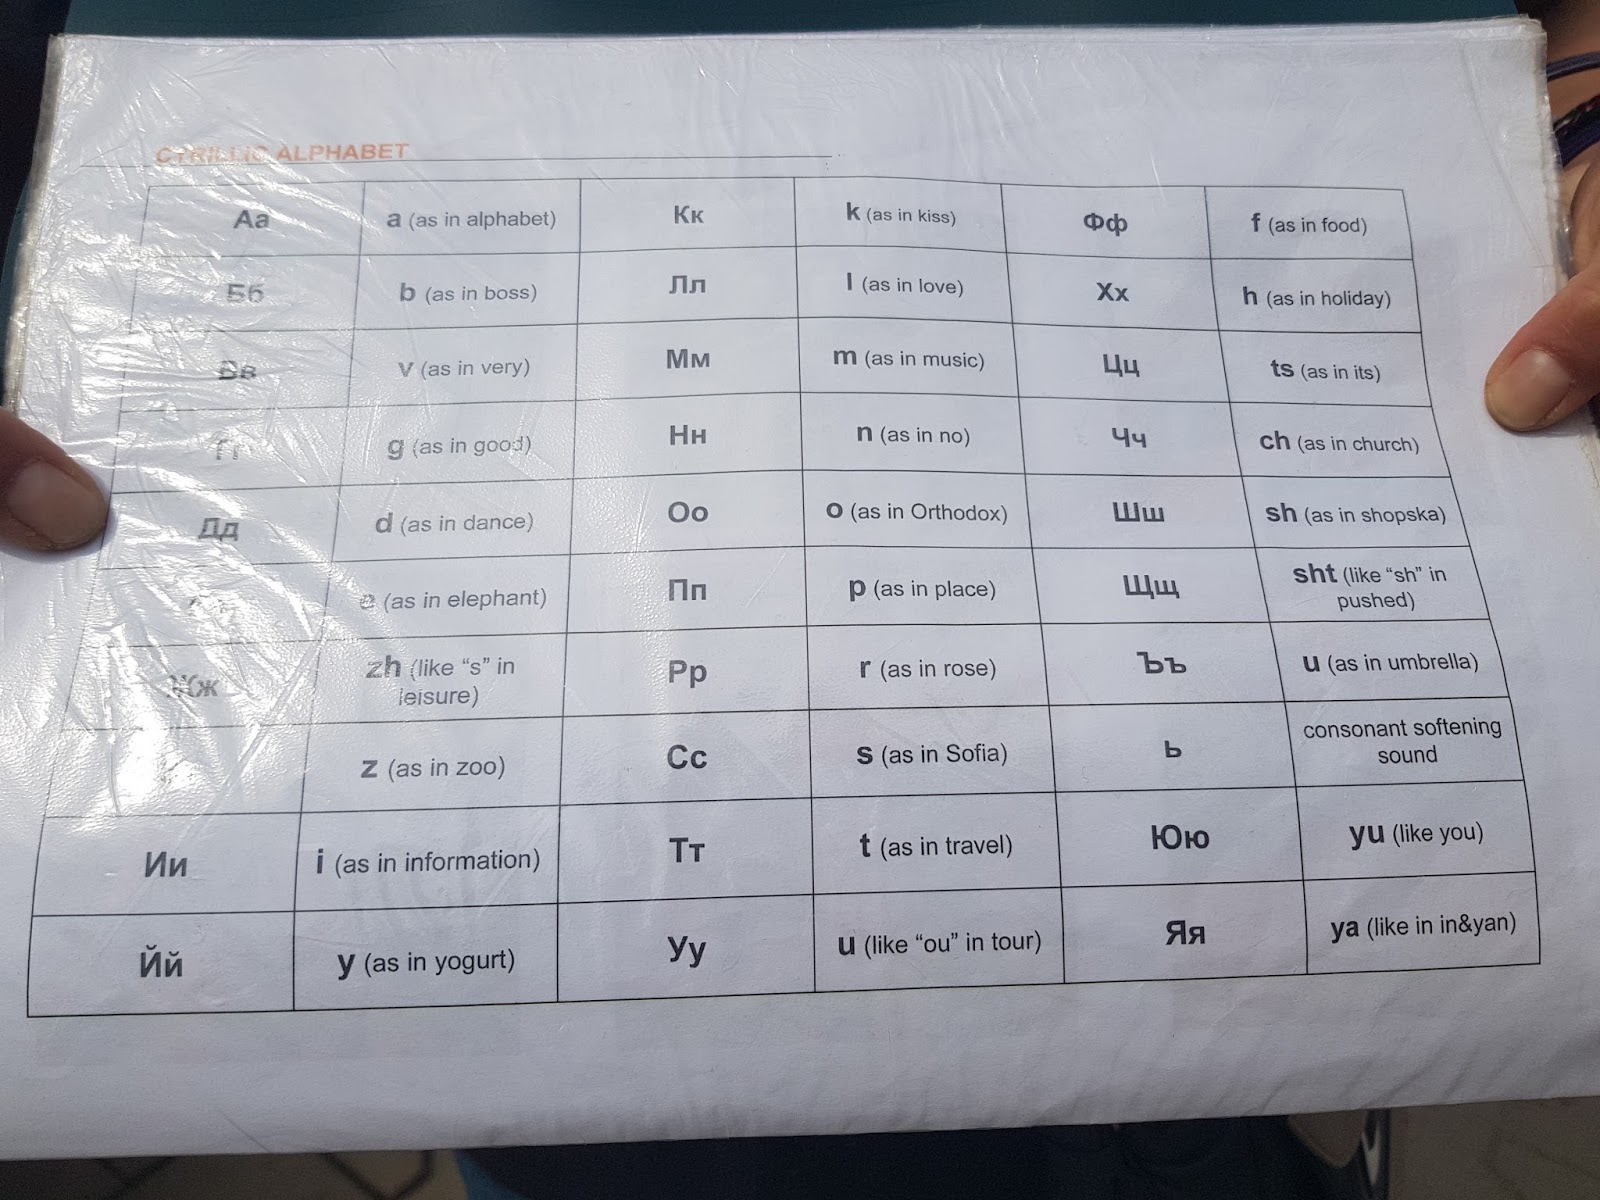 CYRILLIC ALPHABET
Аа a (as in alphabet) Кк k (as in kiss) Фф f (as in food)
Бб b (as in boss) Лл l (as in love) Хх h (as in holiday)
Вв v (as in very) Мм m (as in music) Цц ts (as in its)
Гг g (as in good) Нн n (as in no) Чч ch (as in church)
Дд d (as in dance) Оо o (as in Orthodox) Шш sh (as in shopska)
e (as in elephant) Пп p (as in place) Щщ sht (like “sh” in
pushed)
Жж zh (like “s” in
leisure) Рр r (as in rose) Ъъ u (as in umbrella)
z (as in zoo) Сс s (as in Sofia) ь consonant softening
sound
Ии i (as in information) Тт t (as in travel) Юю yu (like you)
Йй y (as in yogurt) Уу u (like “ou” in tour) Яя ya (like in in&yan)